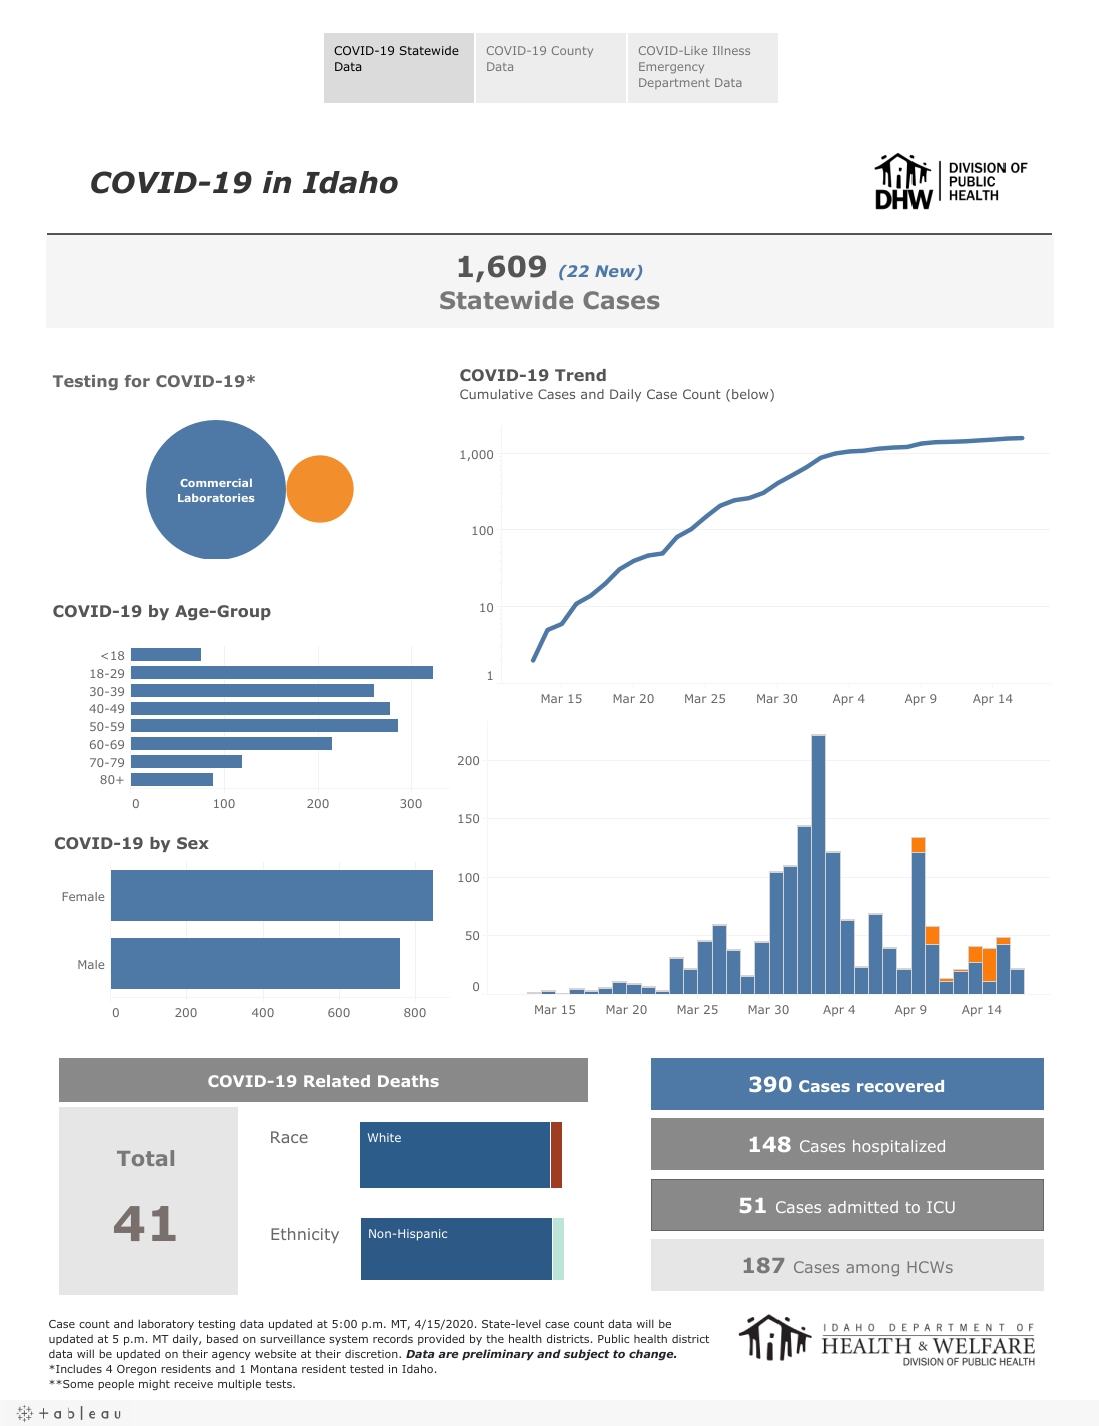 COVID-19 Statewide
Data
COVID-19 County
Data
COVID-Like Illness
Emergency
Department Data
COVID-19 in Idaho
DHW
DIVISION OF
PUBLIC
HEALTH
1,609 (22 New)
Statewide Cases
Testing for COVID-19*
Commercial
Laboratories
COVID-19 Trend
Cumulative Cases and Daily Case Count (below)
1,000
100
10
1
Mar 15 Mar 20 Mar 25 Mar 30 Apr 4 Apr 9 Apr 14
COVID-19 by Age-Group
<18
18-29
30-39
40-49
50-59
60-69
70-79
80+
0 100 200 300
200
150
100
50
0
Mar 15 Mar 20 Mar 25 Mar 30 Apr 4 Apr 9 Apr 14
COVID-19 by Sex
Female
Male
0 200 400 600 800
COVID-19 Related Deaths
Total
41
Race
White
Ethnicity
Non-Hispanic
390 Cases recovered
148 Cases hospitalized
51 Cases admitted to ICU
187 Cases among HCWs
Case count and laboratory testing data updated at 5:00 p.m. MT, 4/15/2020. State-level case count data will be
updated at 5 p.m. MT daily, based on surveillance system records provided by the health districts. Public health district
data will be updated on their agency website at their discretion. Data are preliminary and subject to change.
*Includes 4 Oregon residents and 1 Montana resident tested in Idaho.
**Some people might receive multiple tests.
IDAHO DEPARTMENT OF
HEALTH & WELFARE
DIVISION OF PUBLIC HEALTH
+ableau